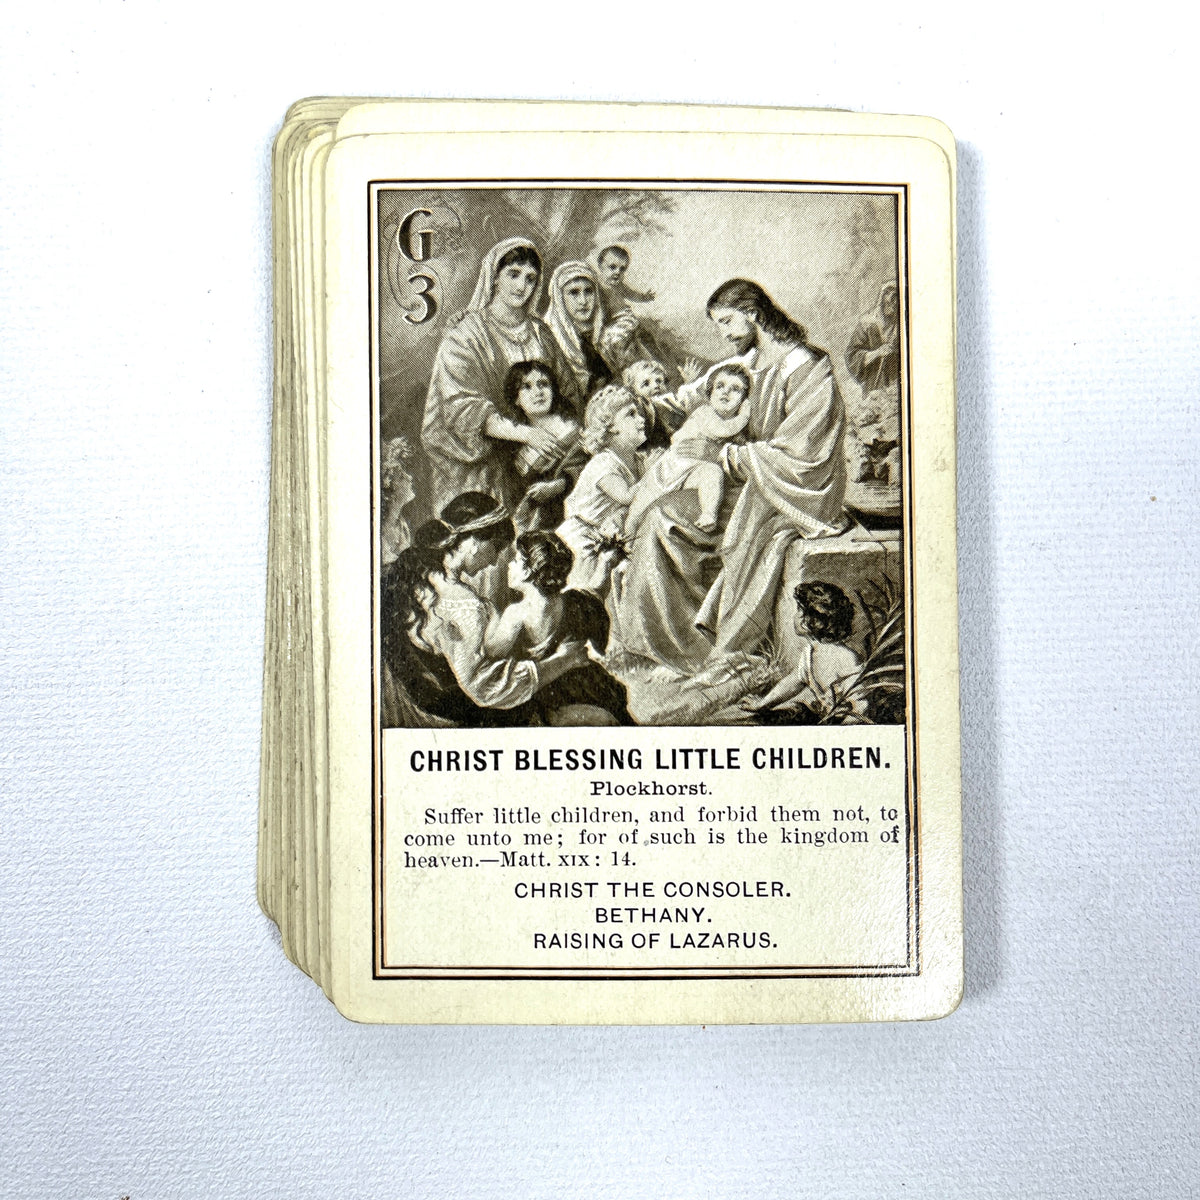 G
3
CHRIST BLESSING LITTLE CHILDREN.
Plockhorst.
Suffer little children, and forbid them not, to
come unto me; for of such is the kingdom of
heaven.—Matt. XIX: 14.
CHRIST THE CONSOLER.
BETHANY.
RAISING OF LAZARUS.